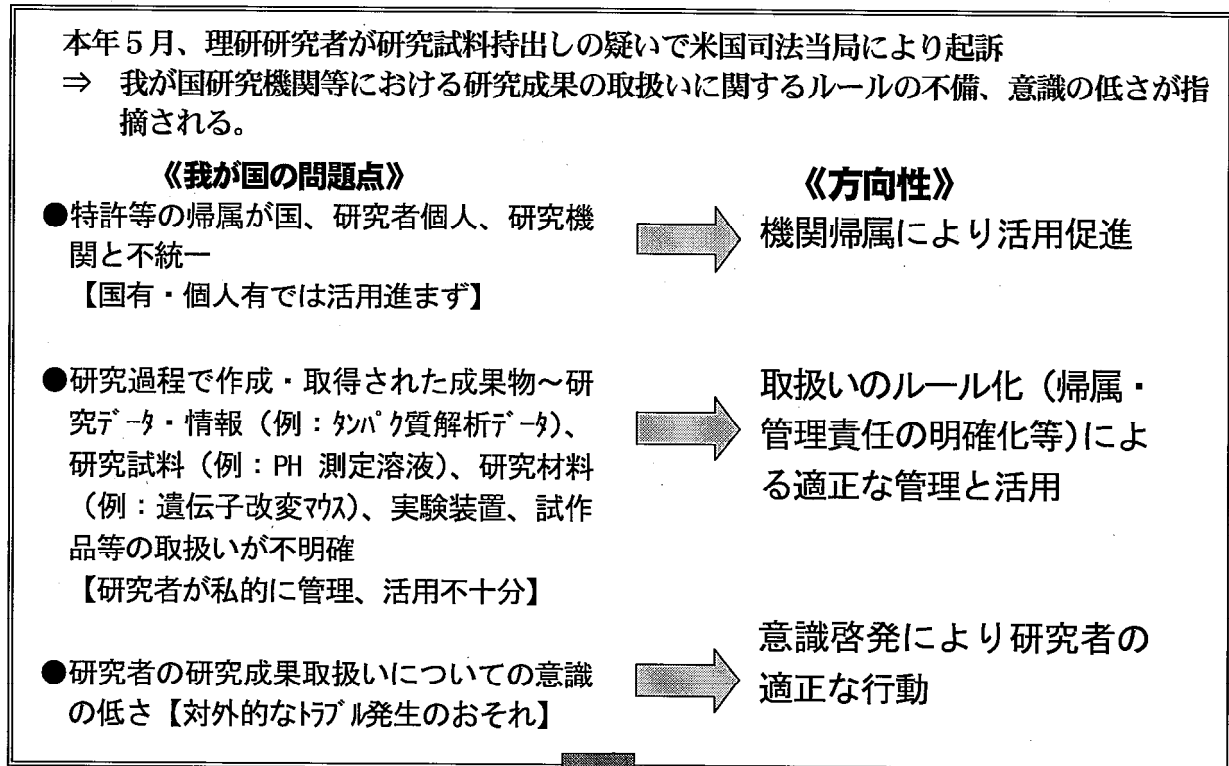 本年5月、理研研究者が研究試料持出しの疑いで米国司法当局により起訴
⇒ 我が国研究機関等における研究成果の取扱いに関するルールの不備、意識の低さが指
摘される。
《我が国の問題点》
●特許等の帰属が国、研究者個人、研究機
関と不統一
【国有・個人有では活用進まず】
《方向性》
機関帰属により活用促進
●研究過程で作成・取得された成果物～研
究ﾃﾞｰﾀ・情報（例：ﾀﾝﾊﾟｸ質解析ﾃﾞｰﾀ）、
研究試料（例：PH 測定溶液）、研究材料
（例：遺伝子改変ﾏｳｽ）、実験装置、試作
品等の取扱いが不明確
【研究者が私的に管理、活用不十分】
取扱いのルール化（帰属・
管理責任の明確化等）によ
る適正な管理と活用
●研究者の研究成果取扱いについての意識
の低さ【対外的なﾄﾗﾌﾞﾙ発生のおそれ】
意識啓発により研究者の
適正な行動